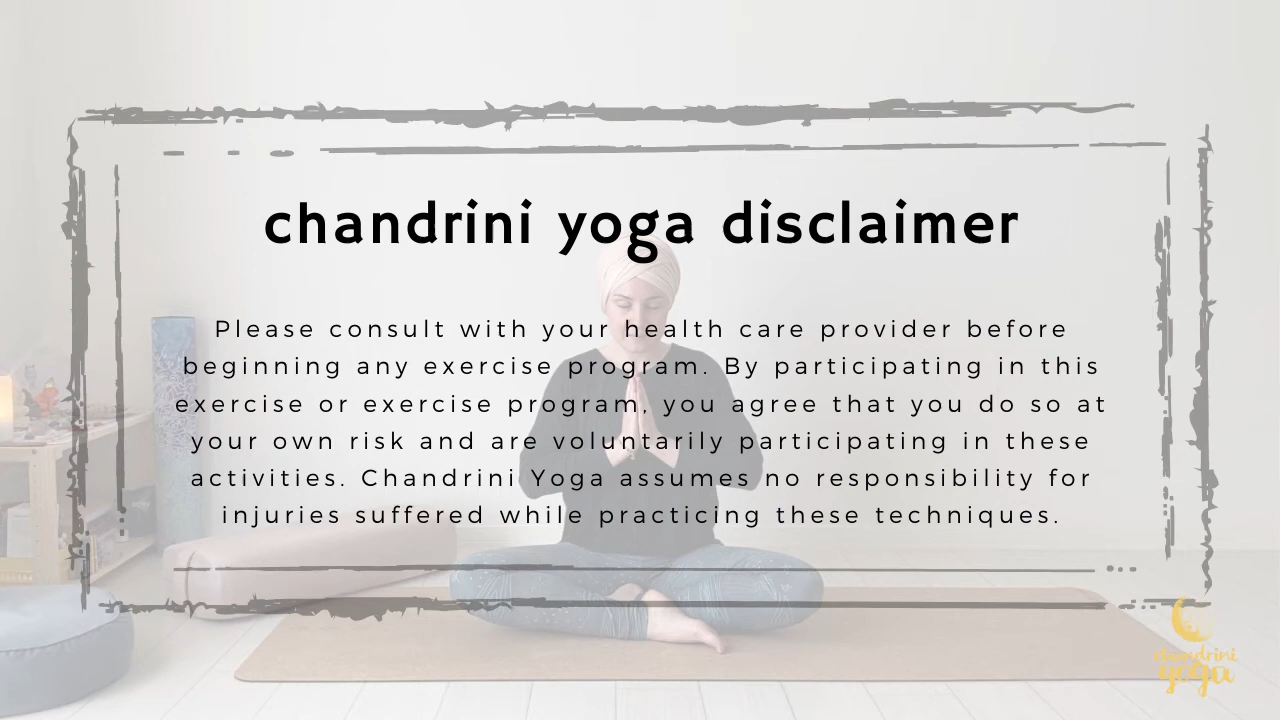 chandrini yoga disclaimer
Please consult with your health care provider before
beginning any exercise program. By participating in this
exercise or exercise program, you agree that you do so at
your own risk and are voluntarily participating in these
activities. Chandrini Yoga assumes no responsibility for
injuries suffered while practicing these techniques.
chandrini
yoga